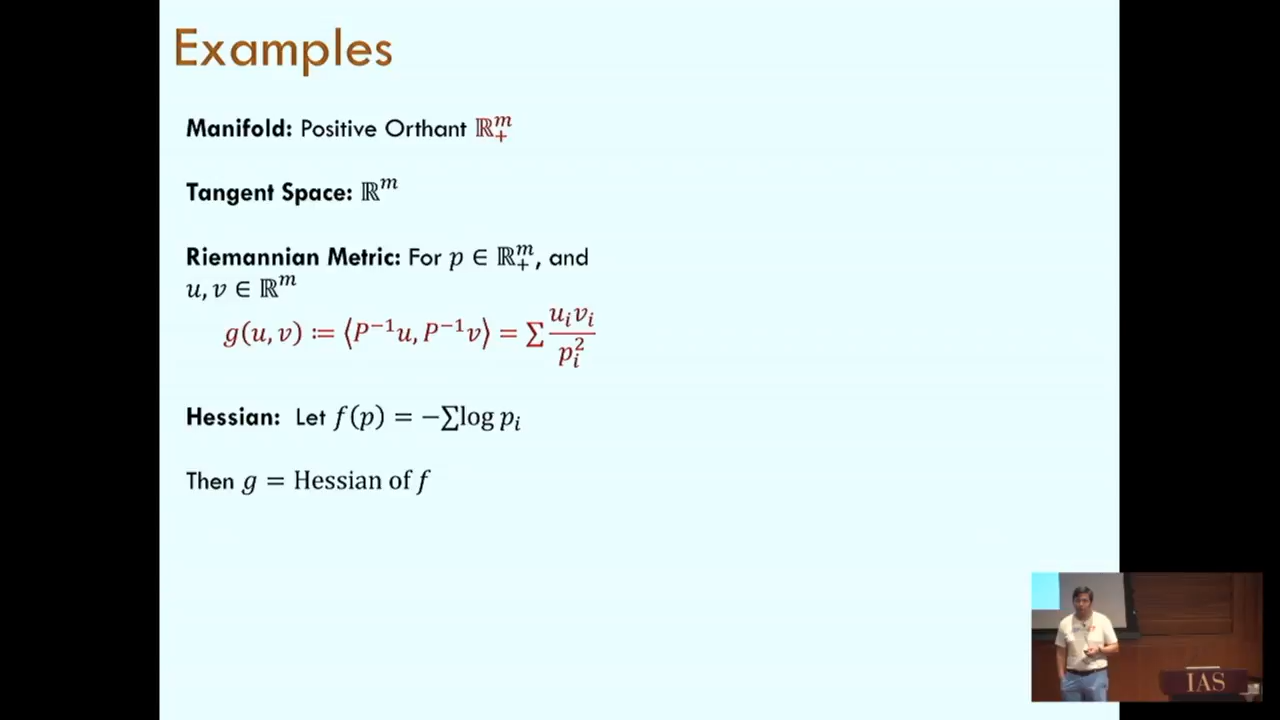 Examples
Manifold: Positive Orthant ℝ₊ᵐ
Tangent Space: ℝᵐ
Riemannian Metric: For p ∈ ℝ₊ᵐ, and
u, v ∈ ℝᵐ
g(u, v) ≔ ⟨P⁻¹u, P⁻¹v⟩ = ∑ uᵢvᵢ / pᵢ²
Hessian: Let f(p) = −∑log pᵢ
Then g = Hessian of f
IAS